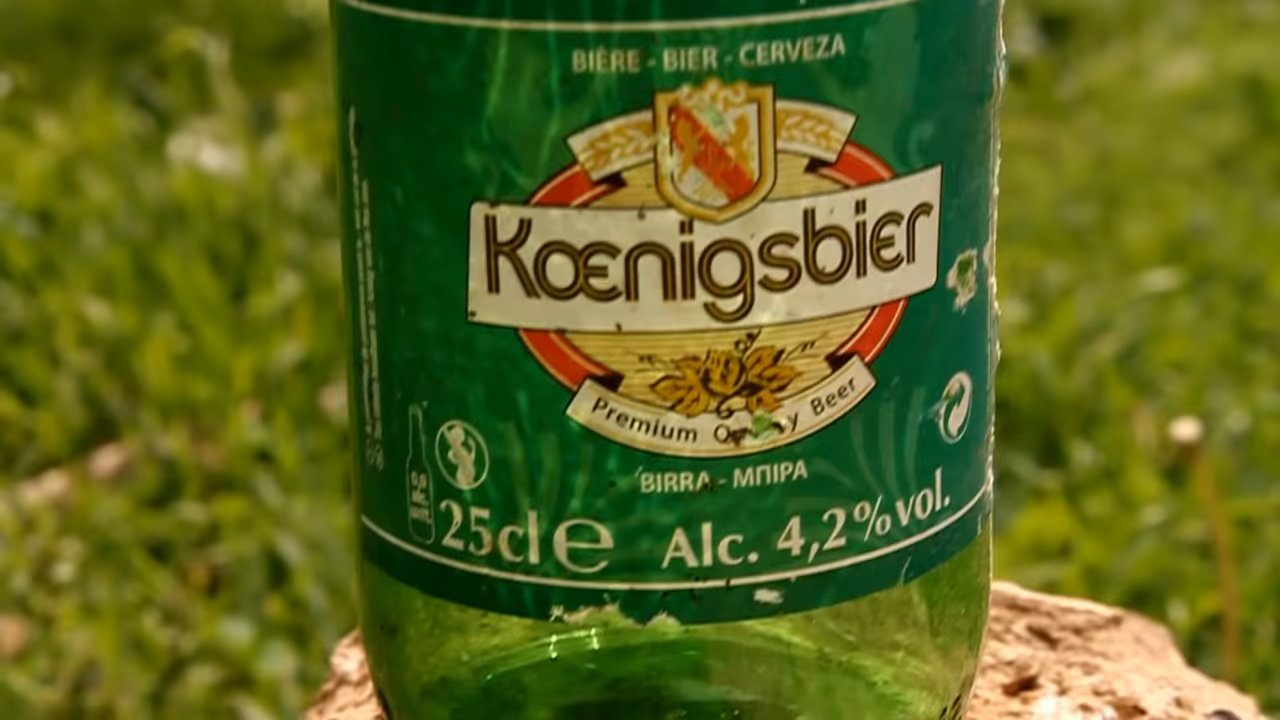 BIÈRE - BIER - CERVEZA
Kœnigsbier
Premium Beer
BIRRA - ΜΠΙΡΑ
25cl ℮ Alc. 4,2% vol.